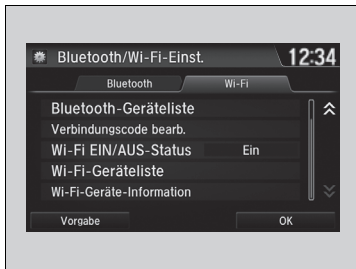 Bluetooth/Wi-Fi-Einst.
12:34
Bluetooth
Wi-Fi
Bluetooth-Geräteliste
Verbindungscode bearb.
Wi-Fi EIN/AUS-Status Ein
Wi-Fi-Geräteliste
Wi-Fi-Geräte-Information
Vorgabe
OK